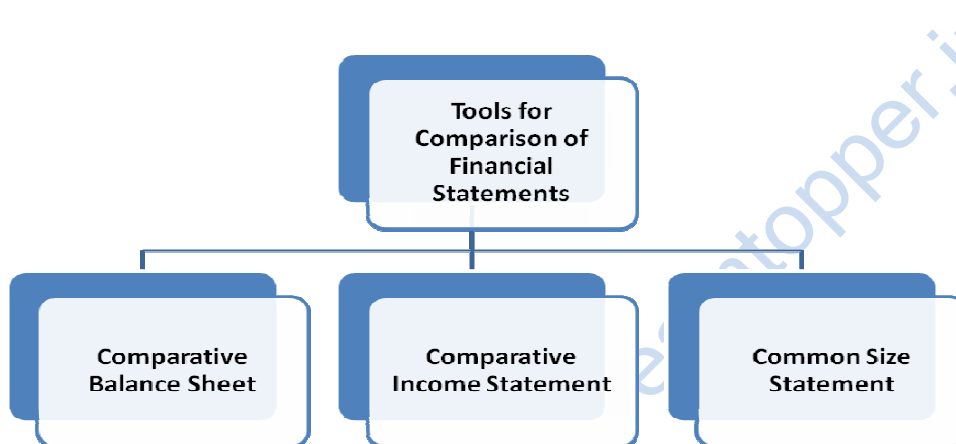 Tools for
Comparison of
Financial
Statements
Comparative
Balance Sheet
Comparative
Income Statement
Common Size
Statement